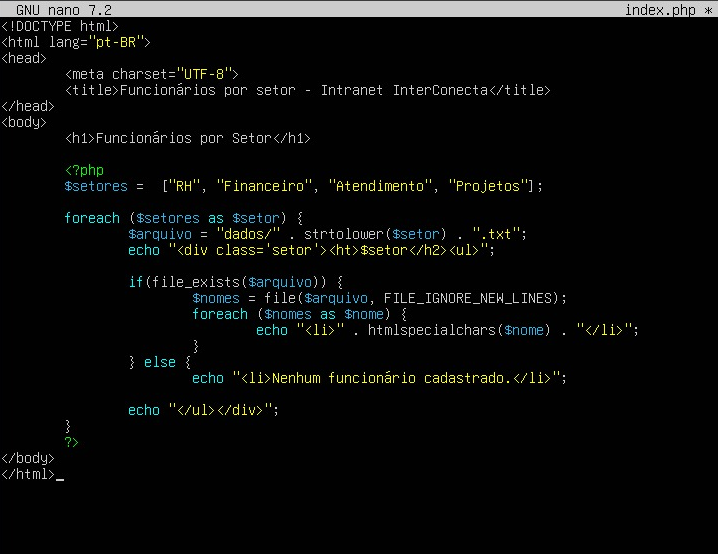 GNU nano 7.2 index.php *
<!DOCTYPE html>
<html lang="pt-BR">
<head>
        <meta charset="UTF-8">
        <title>Funcionários por setor - Intranet InterConecta</title>
</head>
<body>
        <h1>Funcionários por Setor</h1>

        <?php
        $setores =  ["RH", "Financeiro", "Atendimento", "Projetos"];

        foreach ($setores as $setor) {
                $arquivo = "dados/" . strtolower($setor) . ".txt";
                echo "<div class='setor'><ht>$setor</h2><ul>";

                if(file_exists($arquivo)) {
                        $nomes = file($arquivo, FILE_IGNORE_NEW_LINES);
                        foreach ($nomes as $nome) {
                                echo "<li>" . htmlspecialchars($nome) . "</li>";
                        }
                } else {
                        echo "<li>Nenhum funcionário cadastrado.</li>";

                echo "</ul></div>";
        }
        ?>
</body>
</html>